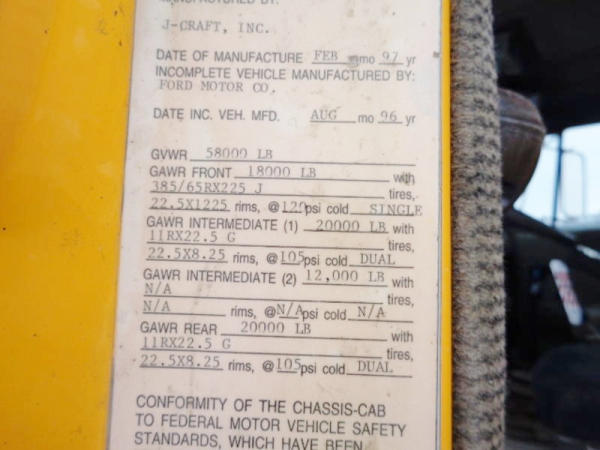 MANUFACTURED BY:
J-CRAFT, INC.
DATE OF MANUFACTURE FEB mo 97 yr
INCOMPLETE VEHICLE MANUFACTURED BY:
FORD MOTOR CO.
DATE INC. VEH. MFD. AUG mo 96 yr
GVWR 58000 LB
GAWR FRONT 18000 LB with
385/65RX225 J tires,
22.5X1225 rims, @ 120psi cold SINGLE
GAWR INTERMEDIATE (1) 20000 LB with
11RX22.5 G tires,
22.5X8.25 rims, @ 105psi cold DUAL
GAWR INTERMEDIATE (2) 12,000 LB with
N/A tires,
N/A rims, @N/Apsi cold N/A
GAWR REAR 20000 LB with
11RX22.5 G tires,
22.5X8.25 rims, @ 105psi cold DUAL
CONFORMITY OF THE CHASSIS-CAB
TO FEDERAL MOTOR VEHICLE SAFETY
STANDARDS, WHICH HAVE BEEN